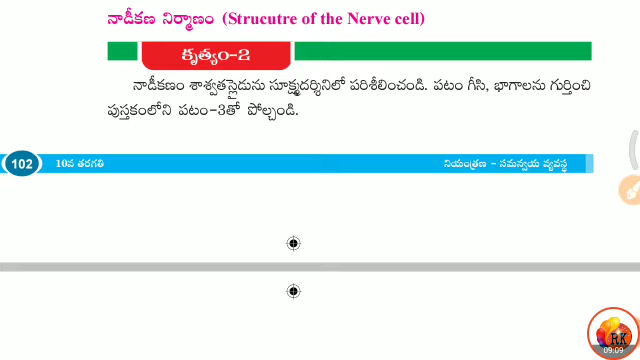 నాడీకణ నిర్మాణం (Strucutre of the Nerve cell)
కృత్యం-2
నాడీకణం శాశ్వతస్లైడును సూక్ష్మదర్శినిలో పరిశీలించండి. పటం గీసి, భాగాలను గుర్తించి
పుస్తకంలోని పటం-3తో పోల్చండి.
102 10వ తరగతి నియంత్రణ - సమన్వయ వ్యవస్థ
RK
09:09